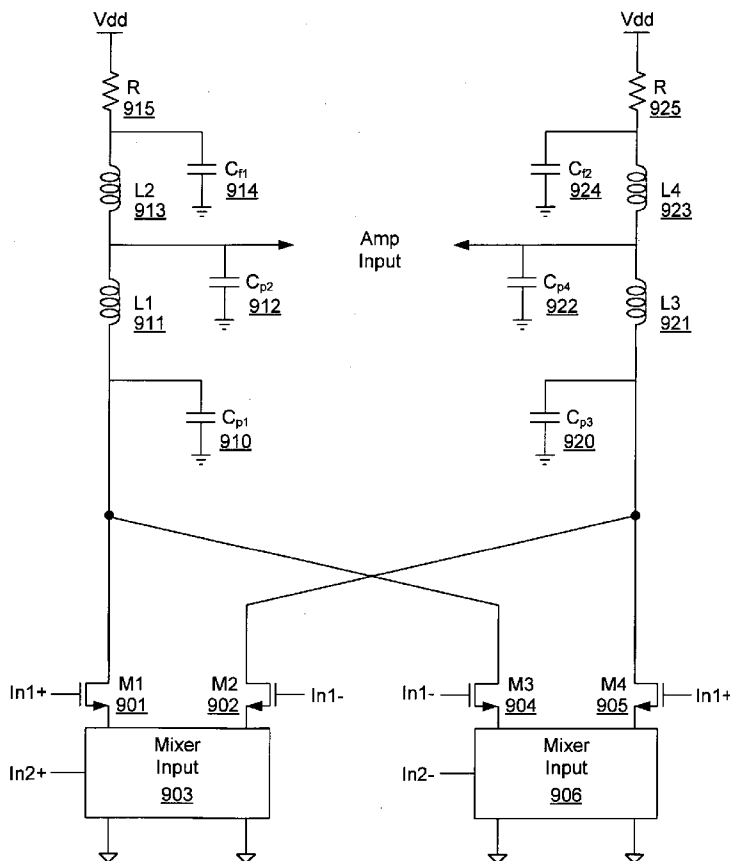 Vdd
Vdd
R
915
R
925
Cf1
914
Cf2
924
L2
913
L4
923
Amp
Input
Cp2
912
Cp4
922
L1
911
L3
921
Cp1
910
Cp3
920
In1+
M1
901
M2
902
In1-
In1-
M3
904
M4
905
In1+
In2+
Mixer
Input
903
In2-
Mixer
Input
906